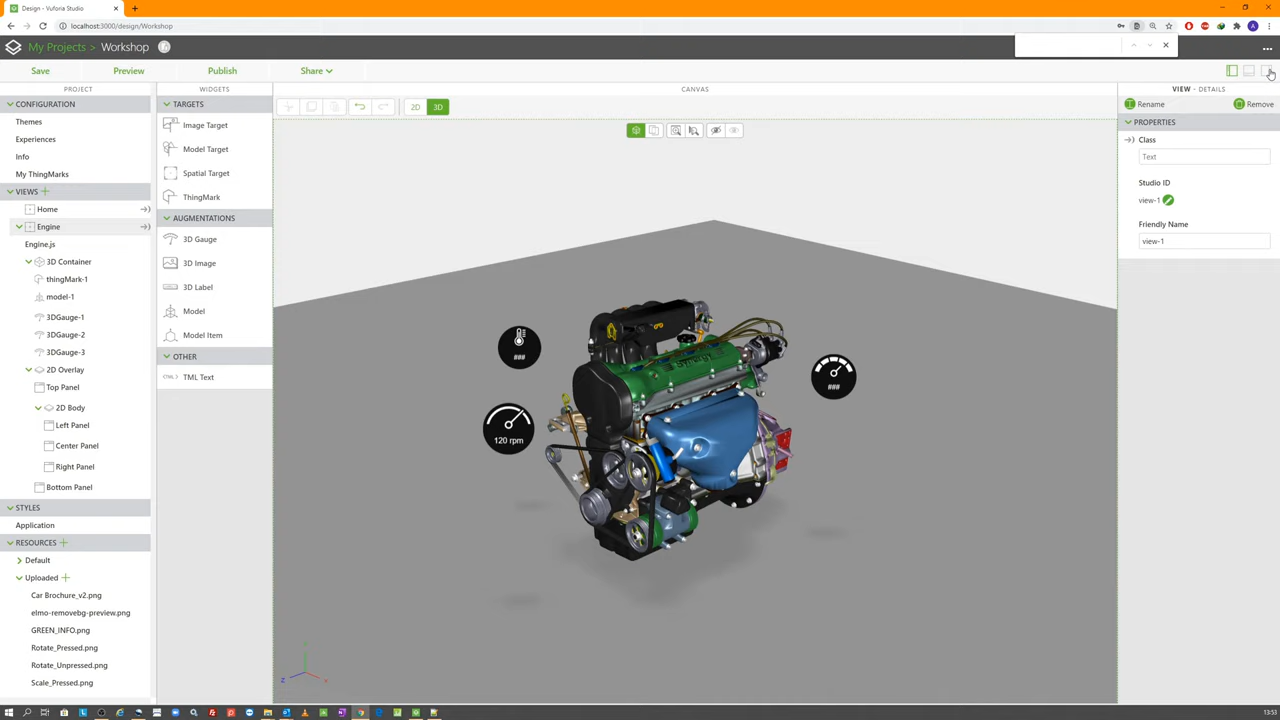 Design - Vuforia Studio
localhost:3000/design/Workshop
My Projects > Workshop
Save
Preview
Publish
Share
PROJECT
WIDGETS
CANVAS
VIEW - DETAILS
CONFIGURATION
Themes
Experiences
Info
My ThingMarks
VIEWS
Home
Engine
Engine.js
3D Container
thingMark-1
model-1
3DGauge-1
3DGauge-2
3DGauge-3
2D Overlay
Top Panel
2D Body
Left Panel
Center Panel
Right Panel
Bottom Panel
STYLES
Application
RESOURCES
Default
Uploaded
Car Brochure_v2.png
elmo-removebg-preview.png
GREEN_INFO.png
Rotate_Pressed.png
Rotate_Unpressed.png
Scale_Pressed.png
TARGETS
Image Target
Model Target
Spatial Target
ThingMark
AUGMENTATIONS
3D Gauge
3D Image
3D Label
Model
Model Item
OTHER
HTML TML Text
2D 3D
###
120 rpm
###
Rename Remove
PROPERTIES
Class
Text
Studio ID
view-1
Friendly Name
view-1
13:53